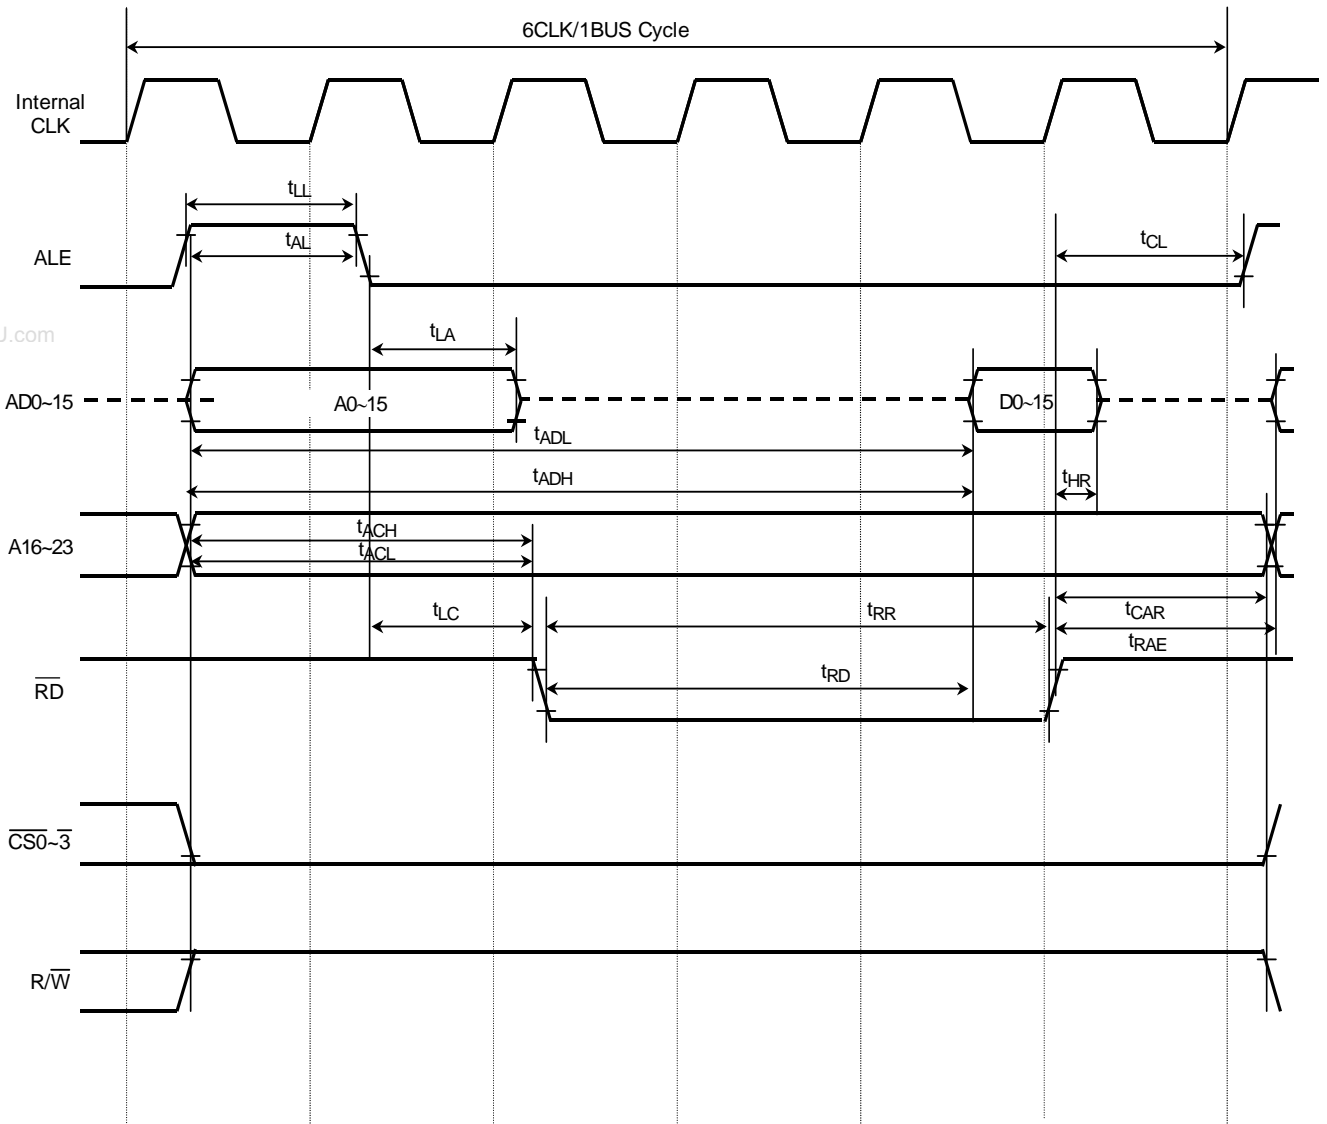 6CLK/1BUS Cycle
Internal
CLK
tLL
ALE
tAL
tCL
J.com
tLA
AD0~15
A0~15
D0~15
tADL
tADH
tHR
tACH
A16~23
tACL
tLC
tRR
tCAR
tRAE
RD
tRD
CS0~3
R/W